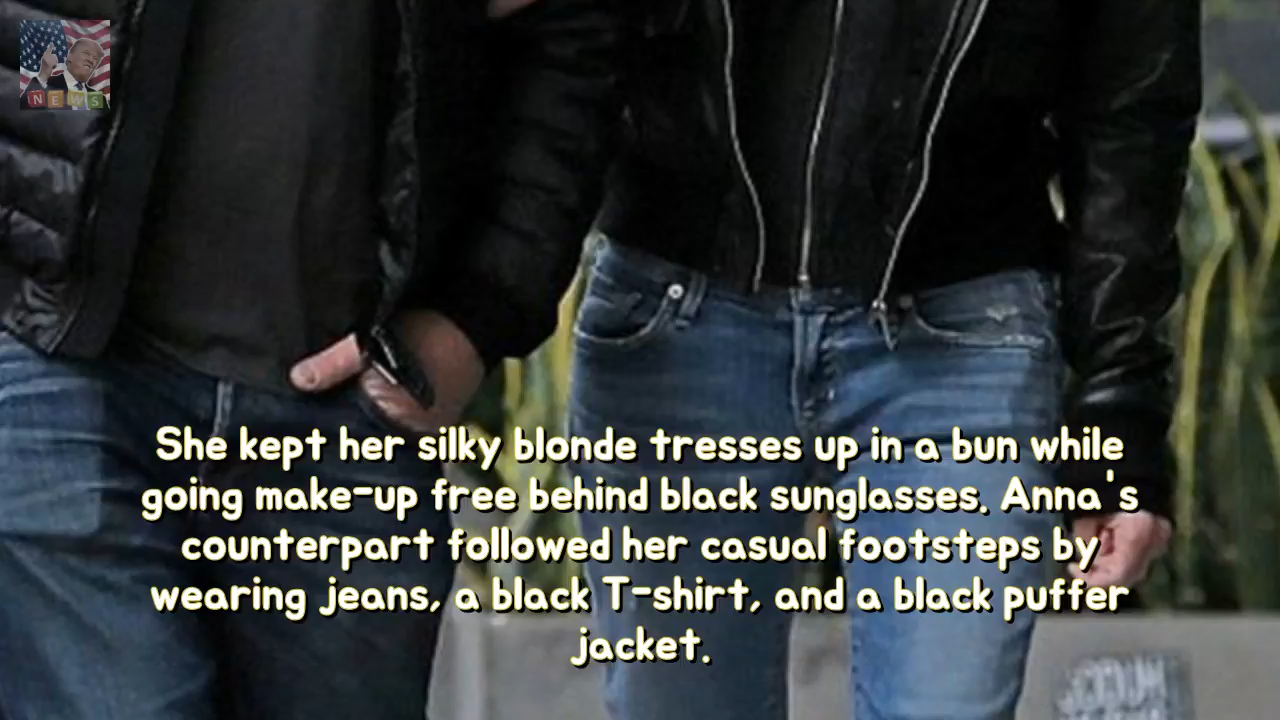 NEWS
She kept her silky blonde tresses up in a bun while
going make-up free behind black sunglasses. Anna's
counterpart followed her casual footsteps by
wearing jeans, a black T-shirt, and a black puffer
jacket.